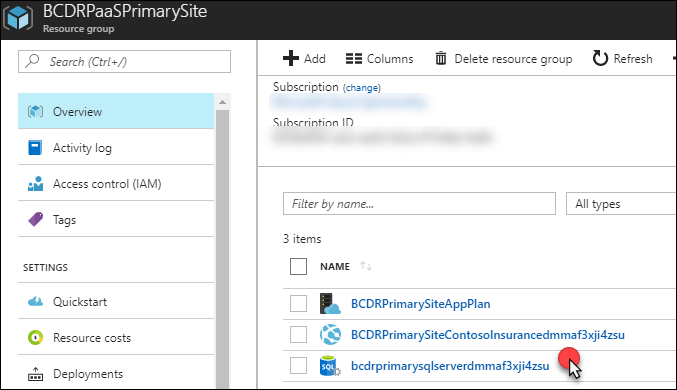 BCDRPaaSPrimarySite
Resource group
Search (Ctrl+/)
Overview
Activity log
Access control (IAM)
Tags
SETTINGS
Quickstart
Resource costs
Deployments
Add Columns Delete resource group Refresh
Subscription (change)
Subscription ID
Filter by name... All types
3 items
NAME
BCDRPrimarySiteAppPlan
BCDRPrimarySiteContosoInsurancedmmaf3xji4zsu
SQL
bcdrprimarysqlserverdmmaf3xji4zsu